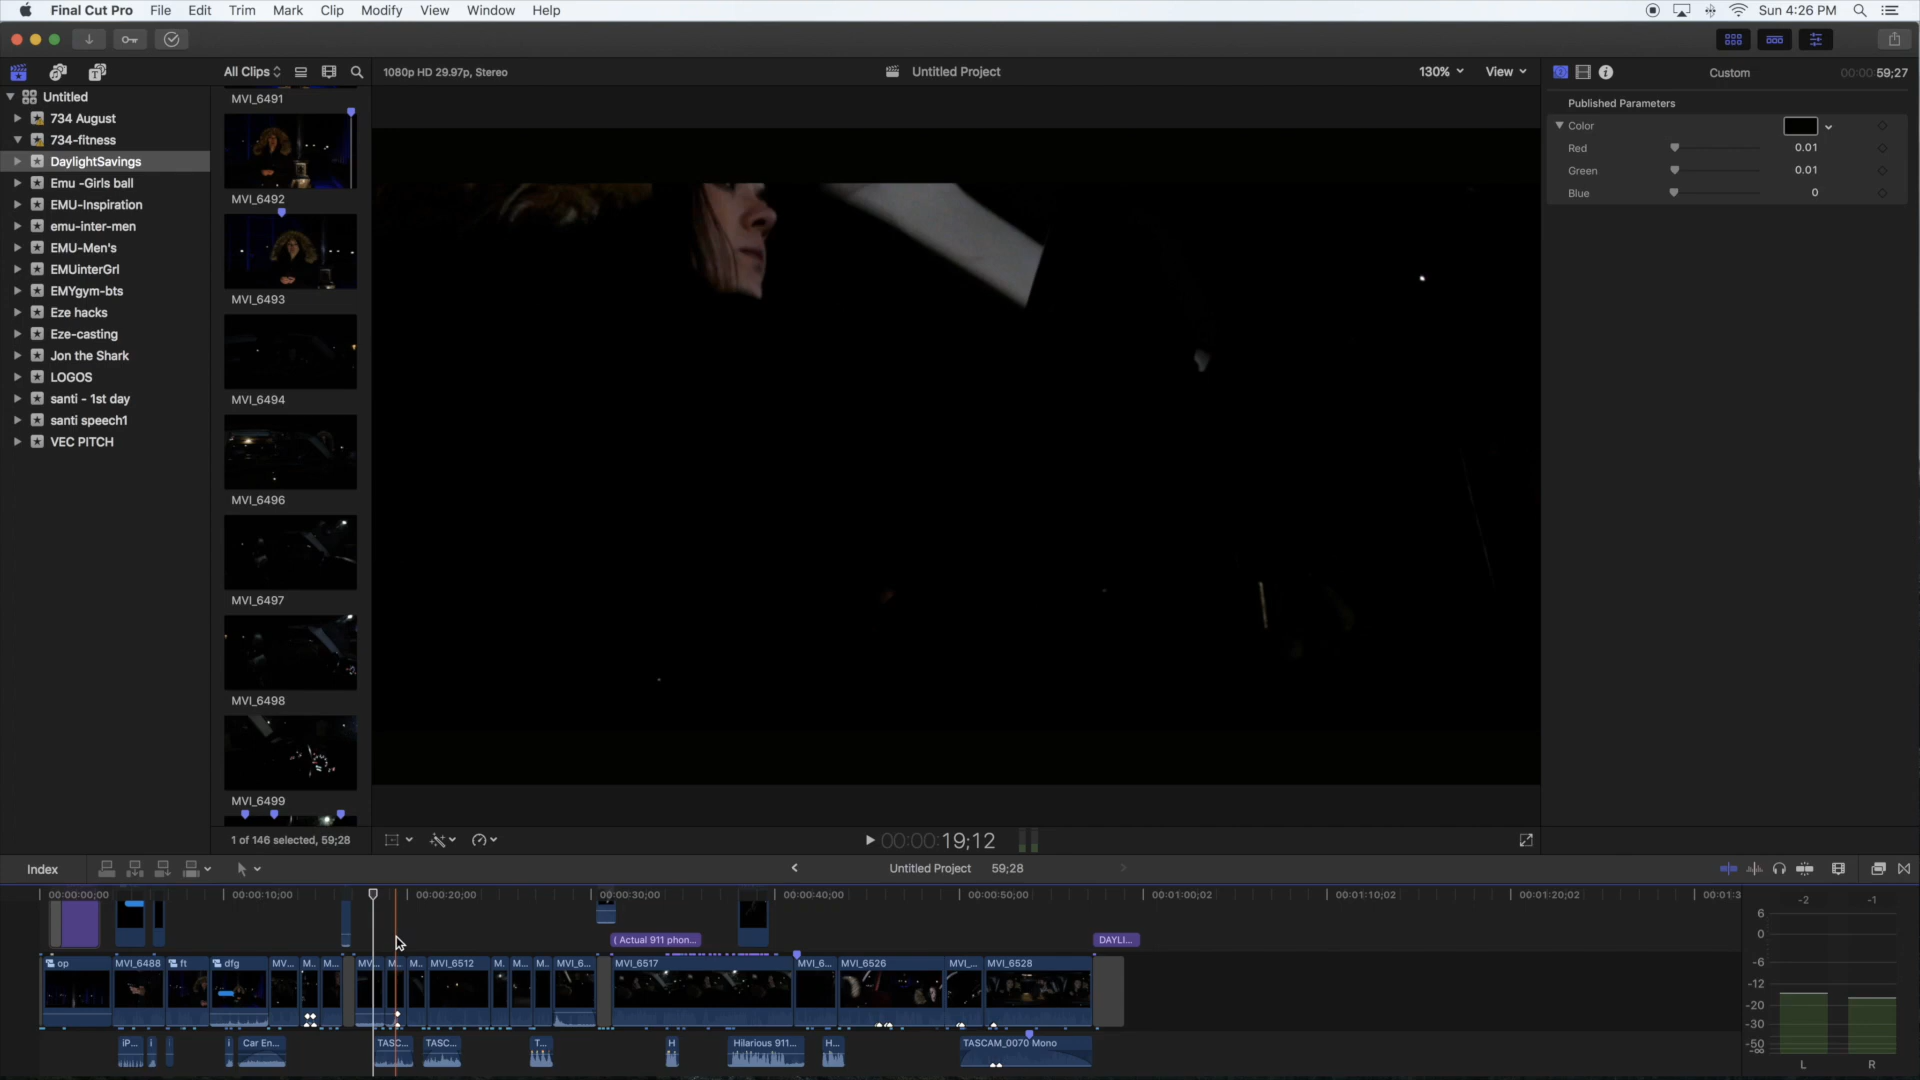 Final Cut Pro File Edit Trim Mark Clip Modify View Window Help Sun 4:26 PM
All Clips 1080p HD 29.97p, Stereo Untitled Project 130% View Custom 00:00:59;27
Untitled
734 August
734-fitness
DaylightSavings
Emu -Girls ball
EMU-Inspiration
emu-inter-men
EMU-Men's
EMUinterGrl
EMYgym-bts
Eze hacks
Eze-casting
Jon the Shark
LOGOS
santi - 1st day
santi speech1
VEC PITCH
MVI_6491
MVI_6492
MVI_6493
MVI_6494
MVI_6496
MVI_6497
MVI_6498
MVI_6499
1 of 146 selected, 59;28
Published Parameters
Color
Red 0.01
Green 0.01
Blue 0
00:00:19;12
Index Untitled Project 59;28
00:00:00;00 00:00:10;00 00:00:20;00 00:00:30;00 00:00:40;00 00:00:50;00 00:01:00;02 00:01:10;02 00:01:20;02 00:01:3
( Actual 911 phon... DAYLI...
op MVI_6488 ft dfg MV... M.. M.. MV... M... M... MVI_6512 M. M... M. MVI_6... MVI_6517 MVI_6... MVI_6526 MVI_... MVI_6528
iP... i i Car En... TASC... TASC... T... H Hilarious 911... H... TASCAM_0070 Mono
-2 -1
6
0
-6
-12
-20
-30
-50
-∞
L R